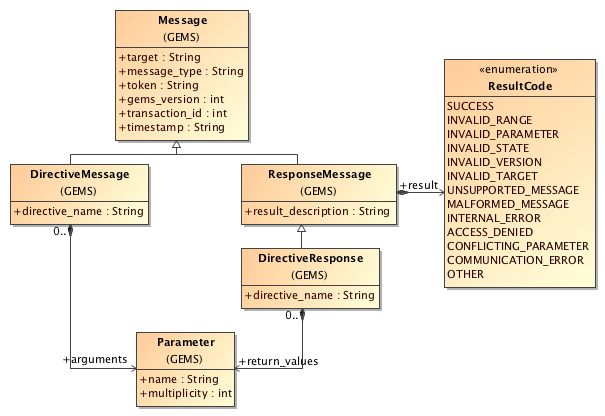 Message
(GEMS)
+target : String
+message_type : String
+token : String
+gems_version : int
+transaction_id : int
+timestamp : String
«enumeration»
ResultCode
SUCCESS
INVALID_RANGE
INVALID_PARAMETER
INVALID_STATE
INVALID_VERSION
INVALID_TARGET
UNSUPPORTED_MESSAGE
MALFORMED_MESSAGE
INTERNAL_ERROR
ACCESS_DENIED
CONFLICTING_PARAMETER
COMMUNICATION_ERROR
OTHER
DirectiveMessage
(GEMS)
+directive_name : String
ResponseMessage
(GEMS)
+result_description : String
+result
0..
DirectiveResponse
(GEMS)
+directive_name : String
0..
Parameter
(GEMS)
+name : String
+multiplicity : int
+arguments
+return_values